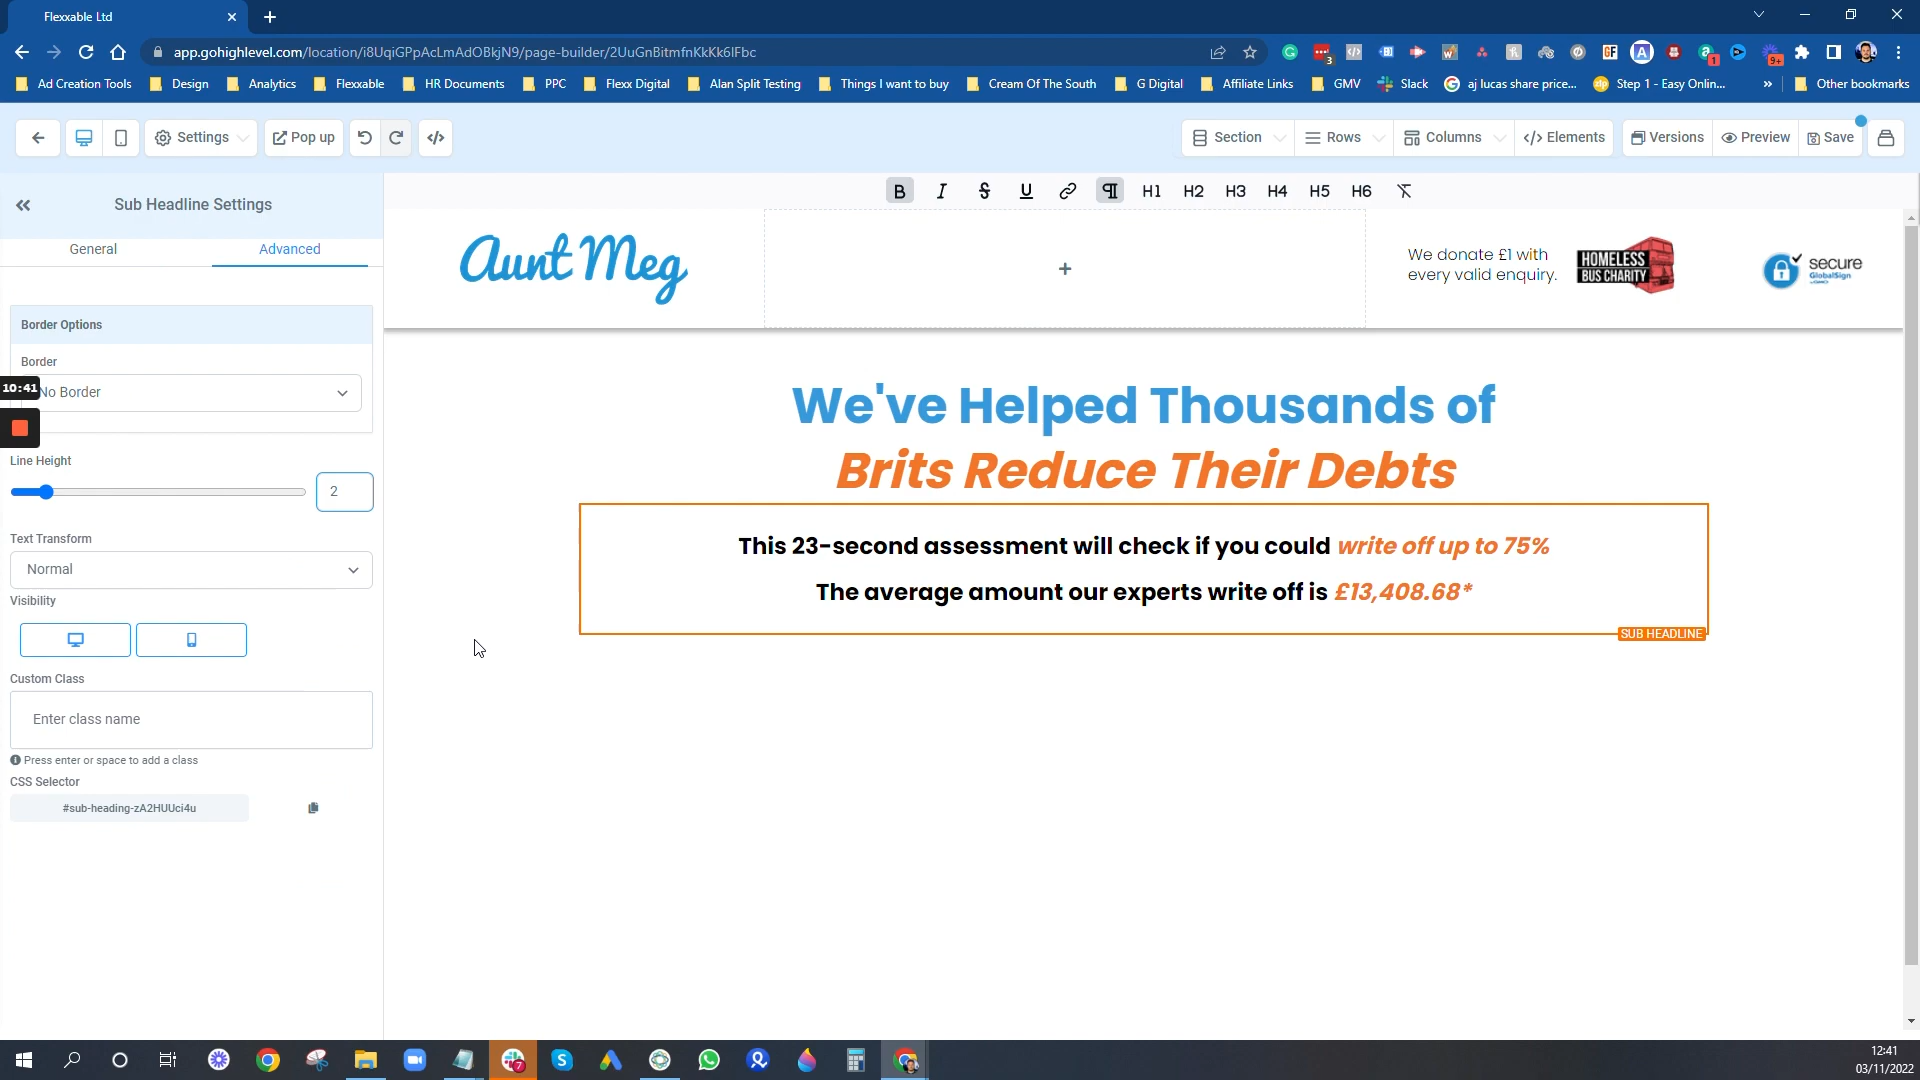 Flexxable Ltd
app.gohighlevel.com/location/i8UqiGPpAcLmAdOBkjN9/page-builder/2UuGnBitmfnKkKk6lFbc
3
9+
1
Ad Creation Tools
Design
Analytics
Flexxable
HR Documents
PPC
Flexx Digital
Alan Split Testing
Things I want to buy
Cream Of The South
G Digital
Affiliate Links
GMV
Slack
aj lucas share price...
Step 1 - Easy Onlin...
Other bookmarks
Settings
Pop up
Section
Rows
Columns
Elements
Versions
Preview
Save
Sub Headline Settings
B I S U H1 H2 H3 H4 H5 H6
General
Advanced
Aunt Meg
We donate £1 with
every valid enquiry.
HOMELESS
BUS CHARITY
secure
GlobalSign
Border Options
Border
No Border
10:41
Line Height
2
Text Transform
Normal
Visibility
Custom Class
Enter class name
Press enter or space to add a class
CSS Selector
#sub-heading-zA2HUUci4u
We've Helped Thousands of
Brits Reduce Their Debts
This 23-second assessment will check if you could write off up to 75%
The average amount our experts write off is £13,408.68*
SUB HEADLINE
7
12:41
03/11/2022